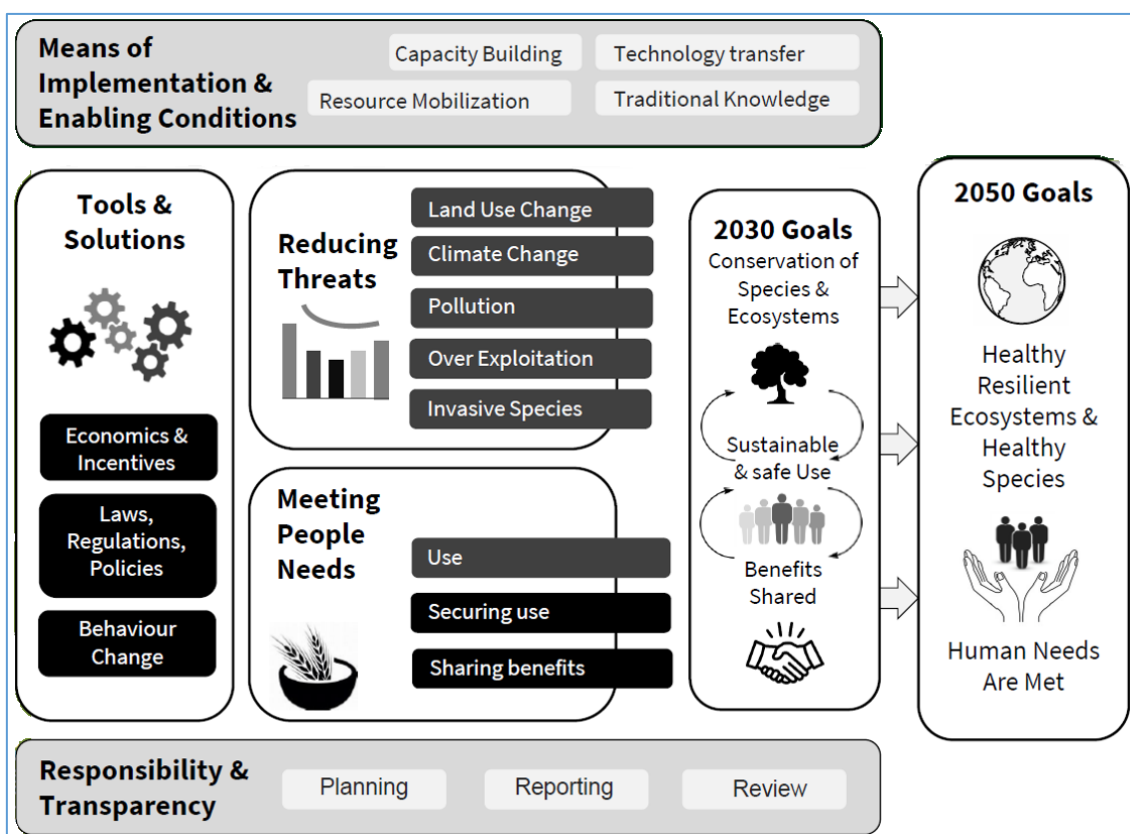 Means of
Implementation &
Enabling Conditions
Capacity Building
Technology transfer
Resource Mobilization
Traditional Knowledge
Tools &
Solutions
Economics &
Incentives
Laws,
Regulations,
Policies
Behaviour
Change
Reducing
Threats
Land Use Change
Climate Change
Pollution
Over Exploitation
Invasive Species
Meeting
People
Needs
Use
Securing use
Sharing benefits
2030 Goals
Conservation of
Species &
Ecosystems
Sustainable
& safe Use
Benefits
Shared
2050 Goals
Healthy
Resilient
Ecosystems &
Healthy
Species
Human Needs
Are Met
Responsibility &
Transparency
Planning
Reporting
Review